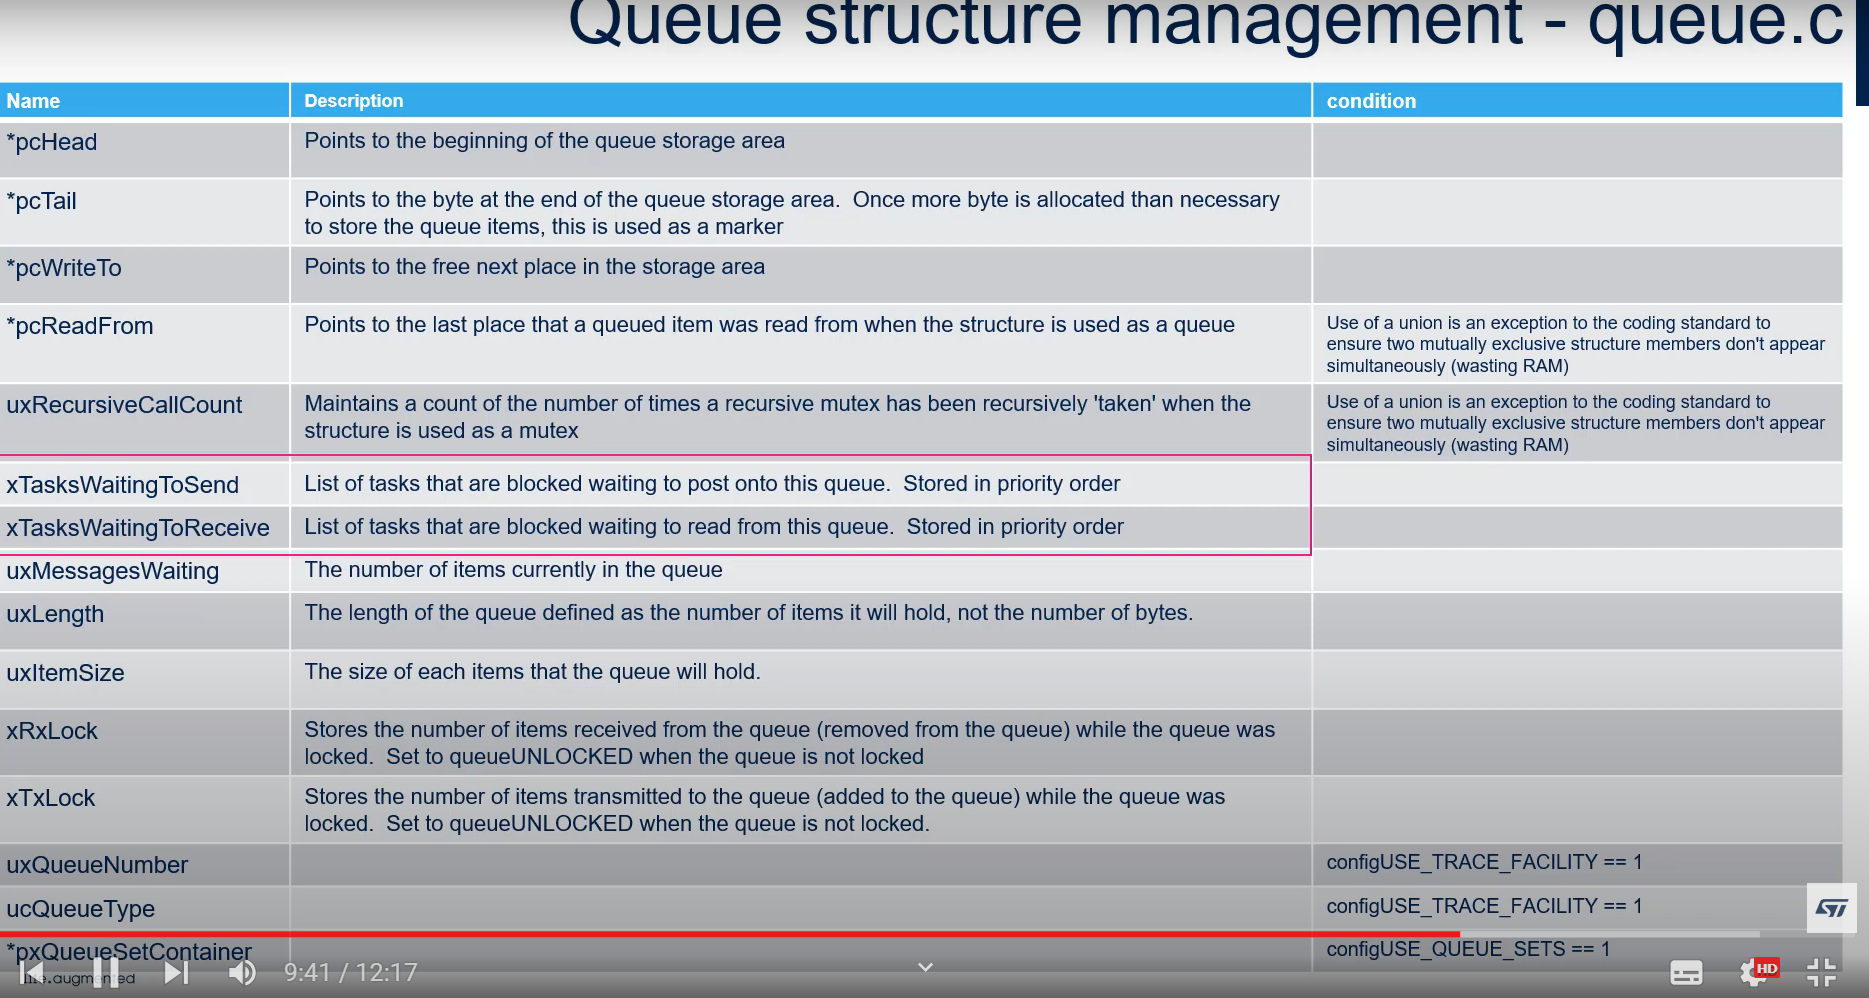 Queue structure management - queue.c
Name Description condition
*pcHead Points to the beginning of the queue storage area
*pcTail Points to the byte at the end of the queue storage area.  Once more byte is allocated than necessary
to store the queue items, this is used as a marker
*pcWriteTo Points to the free next place in the storage area
*pcReadFrom Points to the last place that a queued item was read from when the structure is used as a queue
Use of a union is an exception to the coding standard to
ensure two mutually exclusive structure members don't appear
simultaneously (wasting RAM)
uxRecursiveCallCount Maintains a count of the number of times a recursive mutex has been recursively 'taken' when the
structure is used as a mutex
Use of a union is an exception to the coding standard to
ensure two mutually exclusive structure members don't appear
simultaneously (wasting RAM)
xTasksWaitingToSend List of tasks that are blocked waiting to post onto this queue.  Stored in priority order
xTasksWaitingToReceive List of tasks that are blocked waiting to read from this queue.  Stored in priority order
uxMessagesWaiting The number of items currently in the queue
uxLength The length of the queue defined as the number of items it will hold, not the number of bytes.
uxItemSize The size of each items that the queue will hold.
xRxLock Stores the number of items received from the queue (removed from the queue) while the queue was
locked.  Set to queueUNLOCKED when the queue is not locked
xTxLock Stores the number of items transmitted to the queue (added to the queue) while the queue was
locked.  Set to queueUNLOCKED when the queue is not locked.
uxQueueNumber configUSE_TRACE_FACILITY == 1
ucQueueType configUSE_TRACE_FACILITY == 1
ST
*pxQueueSetContainer configUSE_QUEUE_SETS == 1
life.augmented
9:41 / 12:17
HD